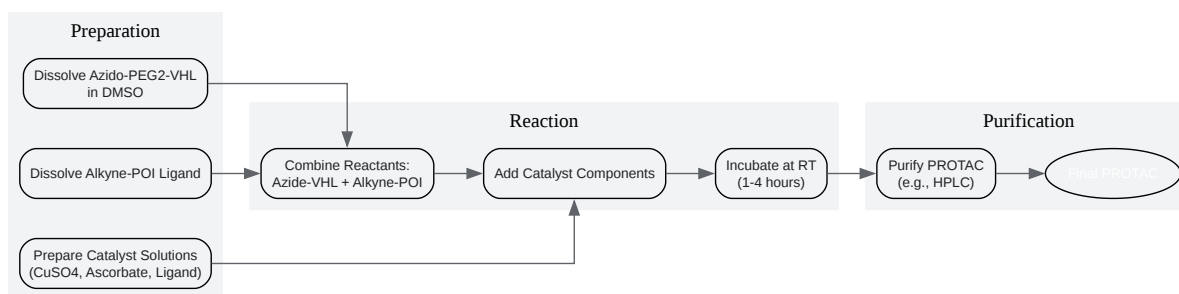 Preparation
Dissolve Azido-PEG2-VHL
in DMSO
Dissolve Alkyne-POI Ligand
Prepare Catalyst Solutions
(CuSO4, Ascorbate, Ligand)
Reaction
Combine Reactants:
Azide-VHL + Alkyne-POI
Add Catalyst Components
Incubate at RT
(1-4 hours)
Purification
Purify PROTAC
(e.g., HPLC)
Final PROTAC